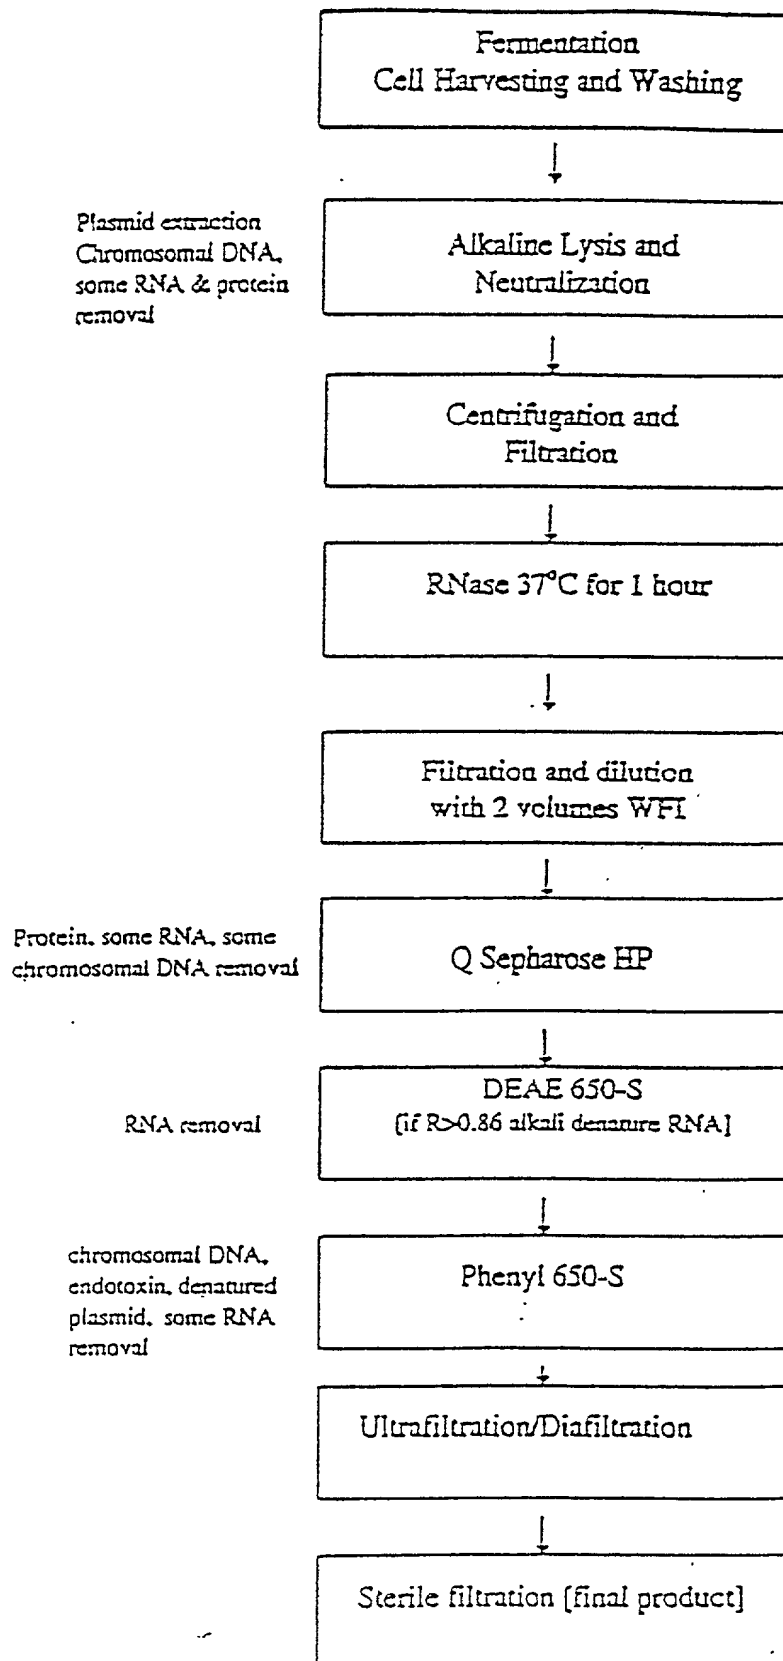 Fermentation
Cell Harvesting and Washing
Plasmid extraction
Chromosomal DNA,
some RNA & protein
removal
Alkaline Lysis and
Neutralization
Centrifugation and
Filtration
RNase 37°C for 1 hour
Filtration and dilution
with 2 volumes WFI
Protein, some RNA, some
chromosomal DNA removal
Q Sepharose HP
RNA removal
DEAE 650-S
[if R>0.86 alkali denature RNA]
chromosomal DNA,
endotoxin, denatured
plasmid, some RNA
removal
Phenyl 650-S
Ultrafiltration/Diafiltration
Sterile filtration [final product]